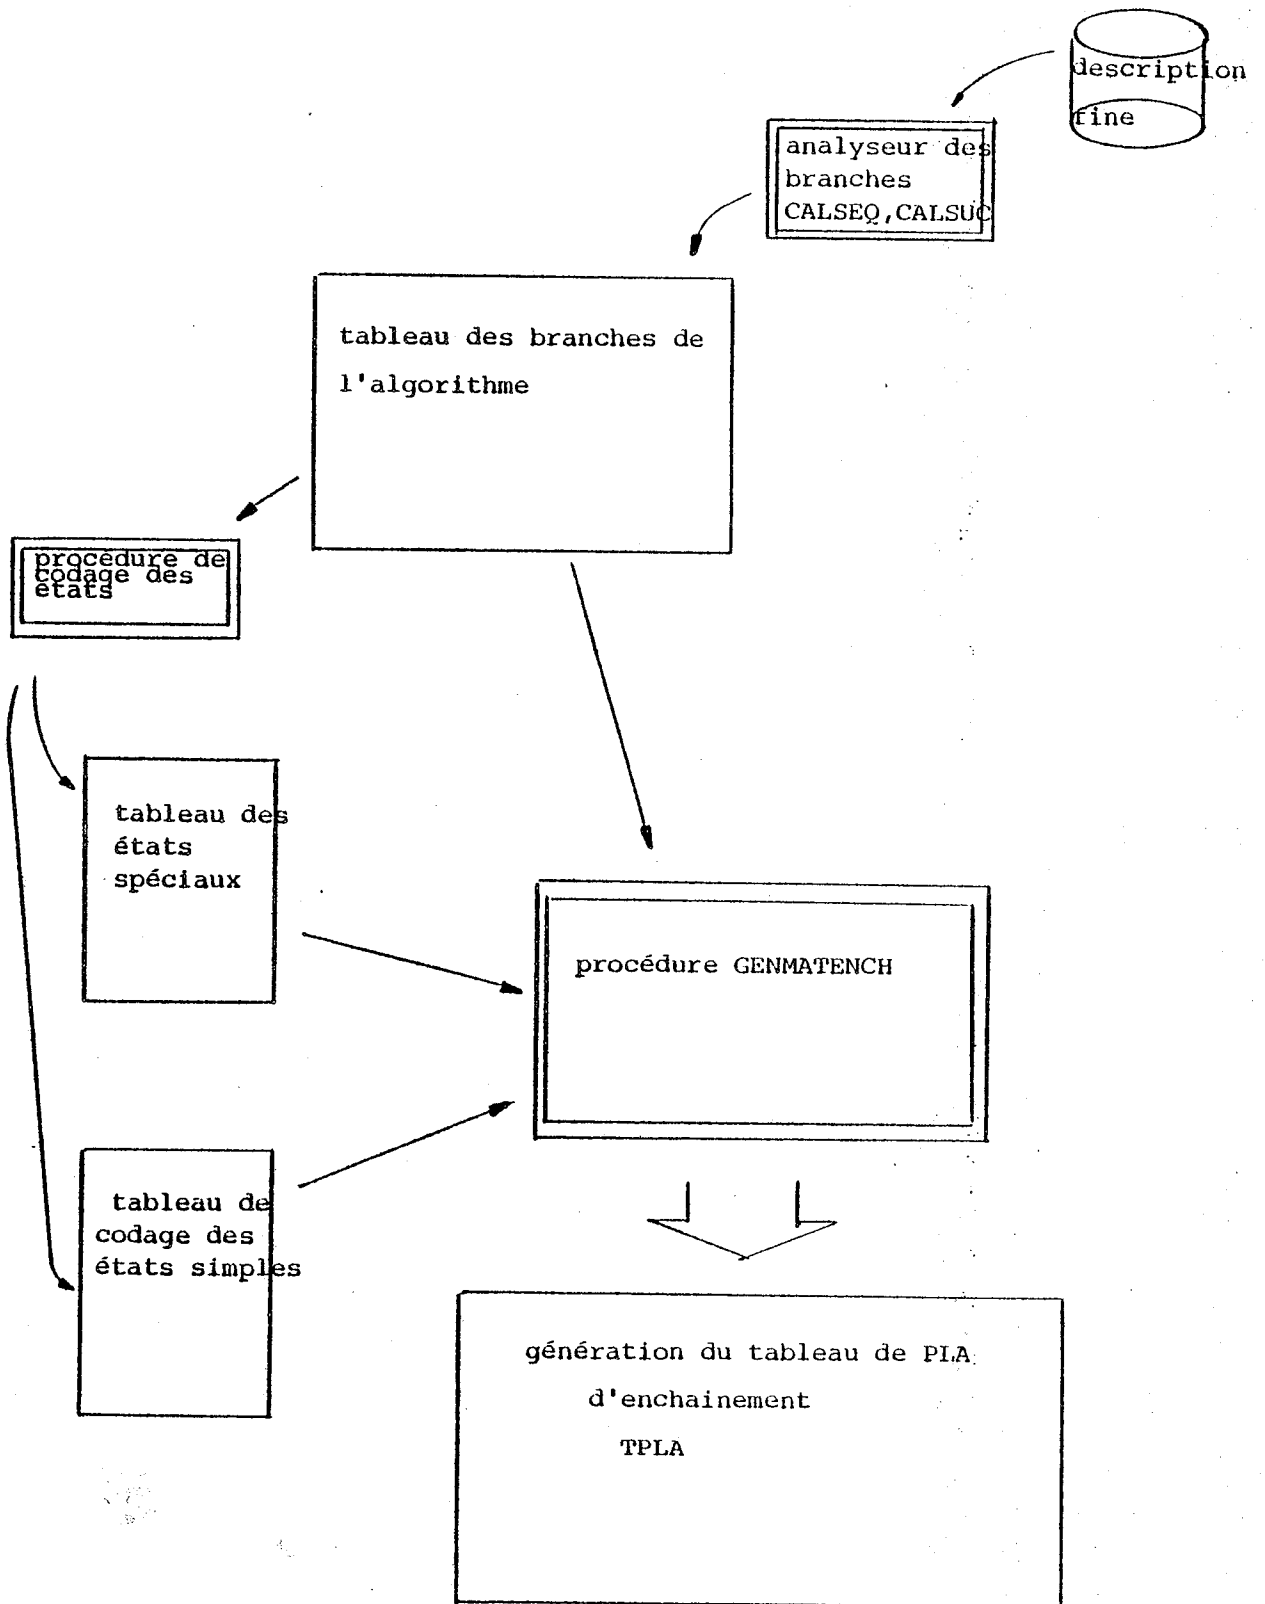 description
fine
analyseur des
branches
CALSEQ,CALSUC
tableau des branches de
l'algorithme
procédure de
codage des
états
tableau des
états
spéciaux
procédure GENMATENCH
tableau de
codage des
états simples
génération du tableau de PLA
d'enchainement
TPLA